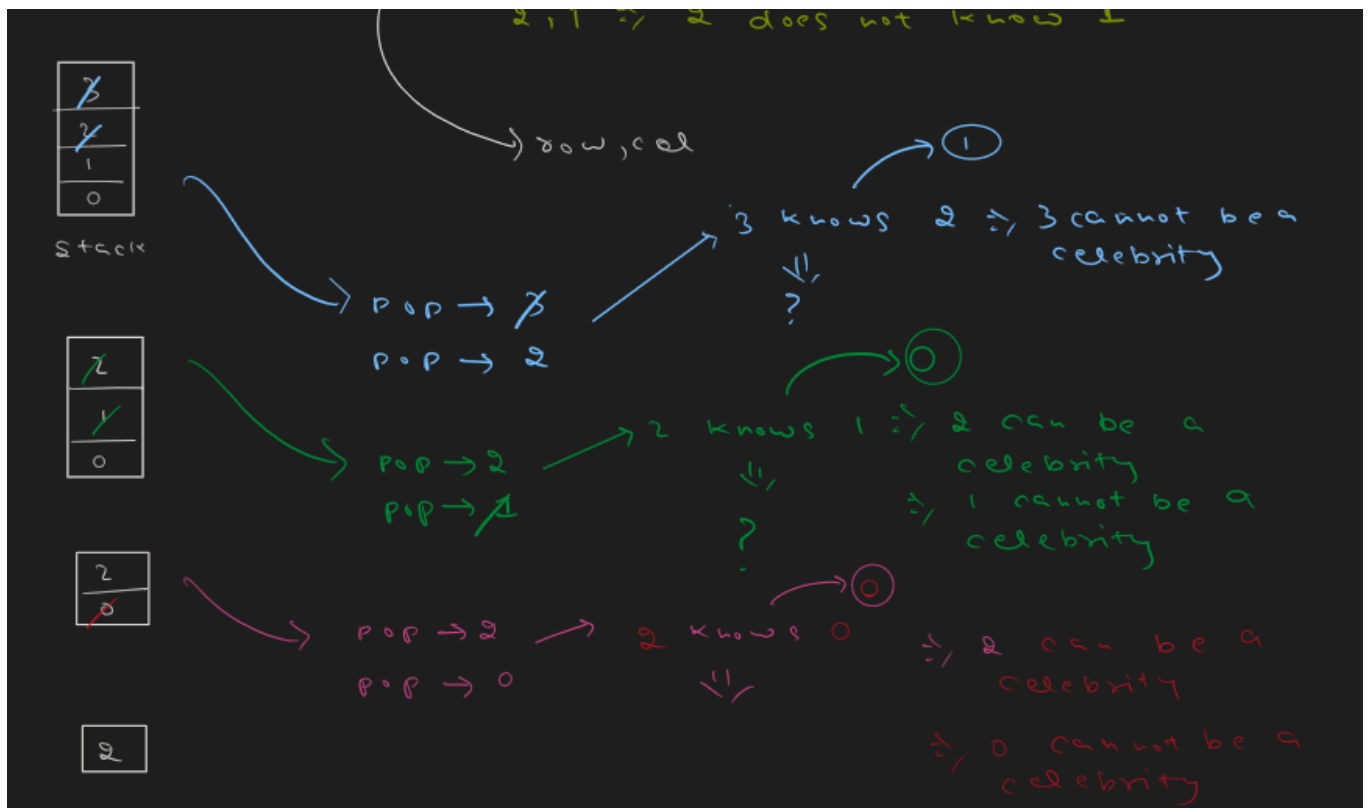 2,1 ⇒ 2 does not know 1
3
2
1
0
stack
row, col
1
3 knows 2 ⇒ 3 cannot be a
celebrity
?
pop → 3
pop → 2
2
1
0
0
2 knows 1 ⇒ 2 can be a
celebrity
⇒ 1 cannot be a
celebrity
?
pop → 2
pop → 1
2
0
0
pop → 2
pop → 0
2 knows 0
⇒ 2 can be a
celebrity
⇒ 0 cannot be a
celebrity
2